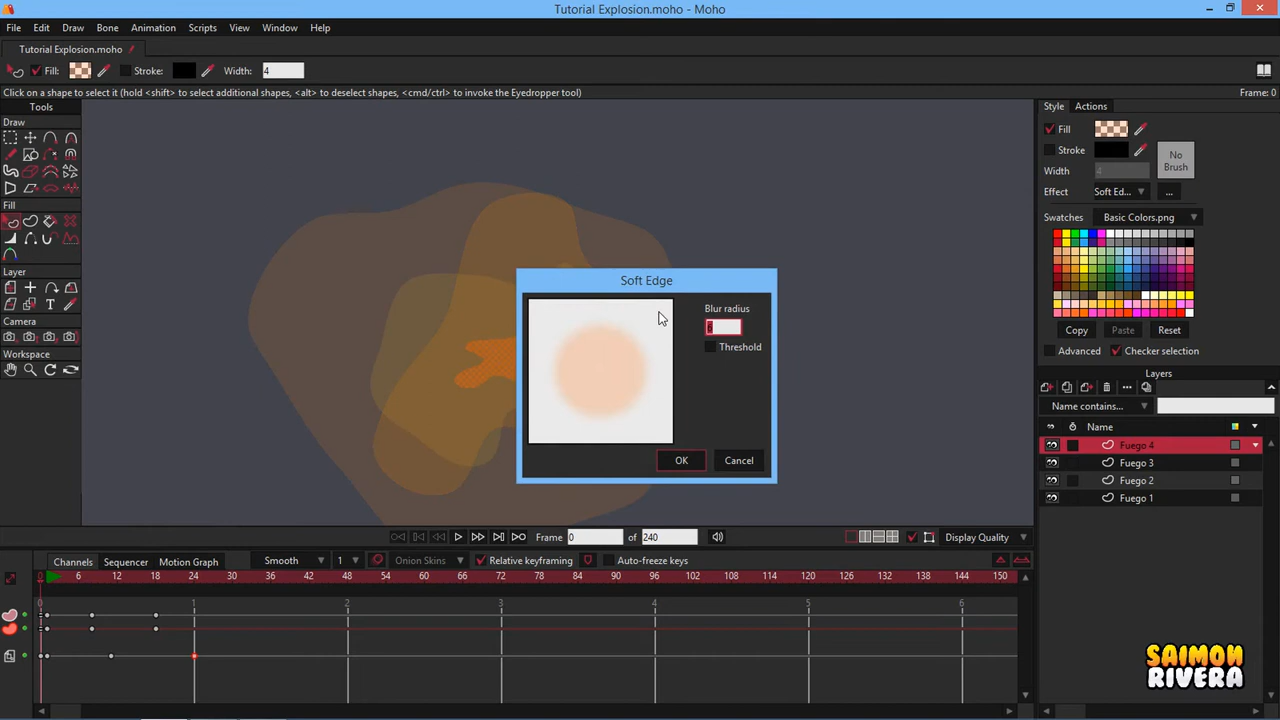 Tutorial Explosion.moho - Moho
File Edit Draw Bone Animation Scripts View Window Help
Tutorial Explosion.moho
Fill: Stroke: Width: 4
Click on a shape to select it (hold <shift> to select additional shapes, <alt> to deselect shapes, <cmd/ctrl> to invoke the Eyedropper tool) Frame: 0
Tools
Draw
Fill
Layer
Camera
Workspace
Style Actions
Fill
Stroke
No
Brush
Width 4
Effect Soft Ed... ...
Swatches Basic Colors.png
Copy Paste Reset
Advanced Checker selection
Layers
Name contains...
Name
Fuego 4
Fuego 3
Fuego 2
Fuego 1
Soft Edge
Blur radius
Threshold
OK Cancel
Frame 0 of 240 Display Quality
Channels Sequencer Motion Graph Smooth 1 Onion Skins Relative keyframing Auto-freeze keys
0 6 12 18 24 30 36 42 48 54 60 66 72 78 84 90 96 102 108 114 120 126 132 138 144 150
0 1 2 3 4 5 6
SAIMON
RIVERA